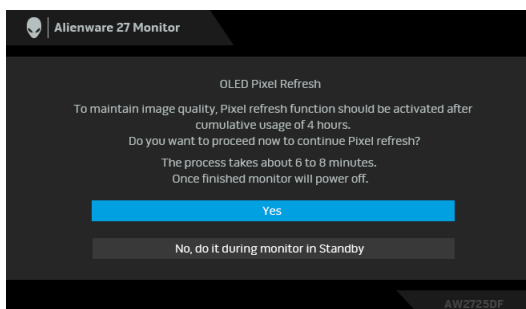 Alienware 27 Monitor
OLED Pixel Refresh
To maintain image quality, Pixel refresh function should be activated after
cumulative usage of 4 hours.
Do you want to proceed now to continue Pixel refresh?
The process takes about 6 to 8 minutes.
Once finished monitor will power off.
Yes
No, do it during monitor in Standby
AW2725DF